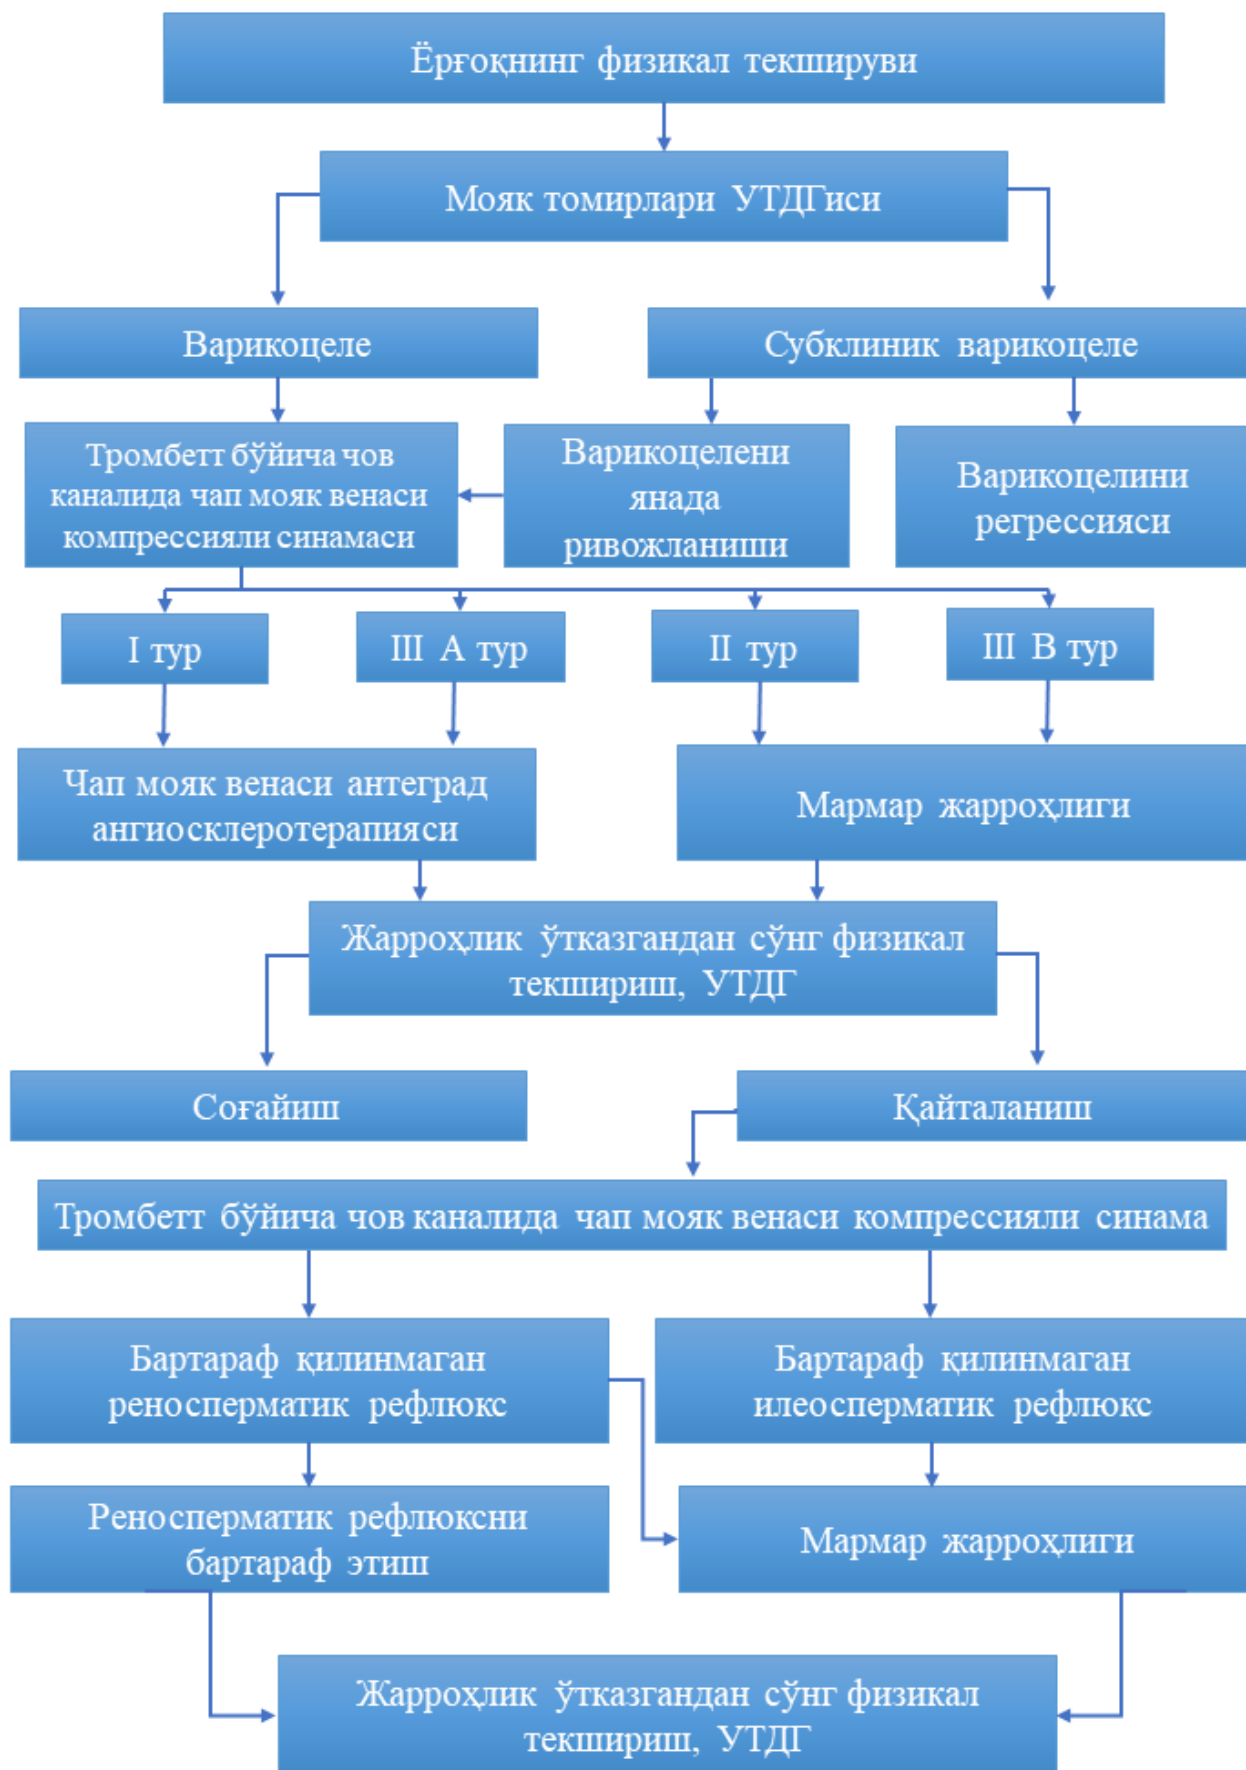 Ёрғоқнинг физикал текшируви
Мояк томирлари УТДГиси
Варикоцеле
Субклиник варикоцеле
Тромбетт бўйича чов
каналида чап мояк венаси
компрессияли синамаси
Варикоцелени
янада
ривожланиши
Варикоцелини
регрессияси
I тур
III А тур
II тур
III В тур
Чап мояк венаси антеград
ангиосклеротерапияси
Мармар жарроҳлиги
Жарроҳлик ўтказгандан сўнг физикал
текшириш, УТДГ
Соғайиш
Қайталаниш
Тромбетт бўйича чов каналида чап мояк венаси компрессияли синама
Бартараф қилинмаган
реносперматик рефлюкс
Бартараф қилинмаган
илеосперматик рефлюкс
Реносперматик рефлюксни
бартараф этиш
Мармар жарроҳлиги
Жарроҳлик ўтказгандан сўнг физикал
текшириш, УТДГ